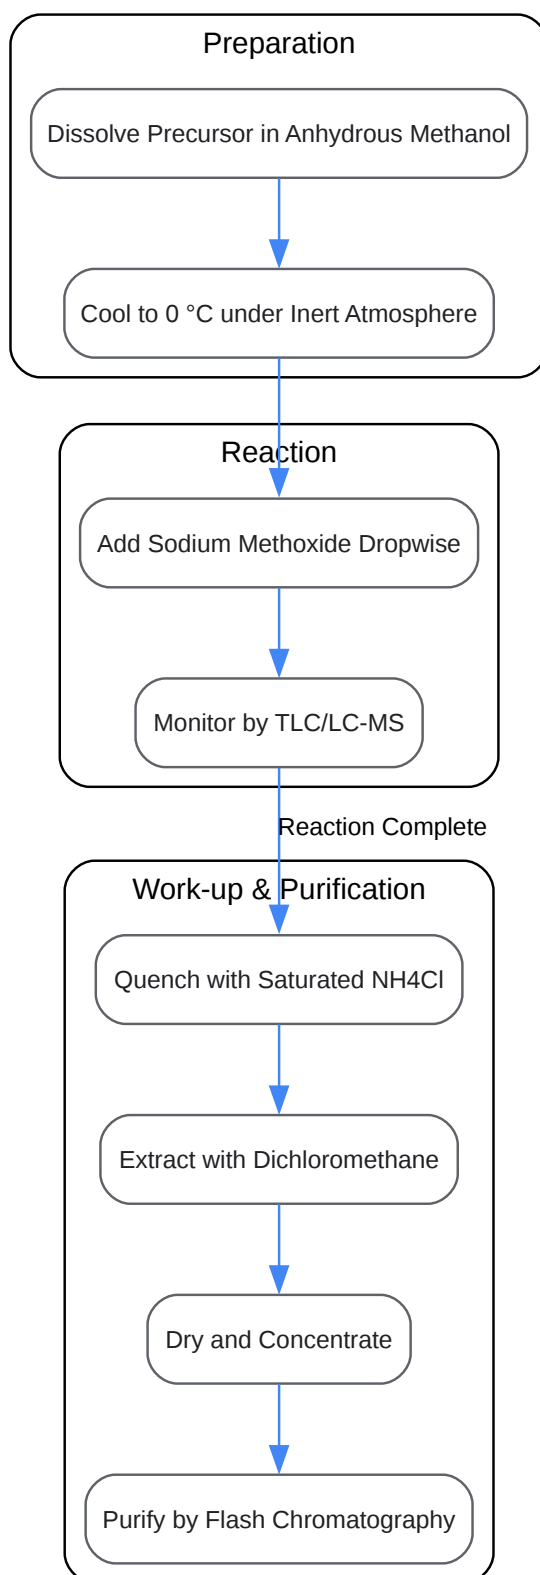 Preparation
Dissolve Precursor in Anhydrous Methanol
Cool to 0 °C under Inert Atmosphere
Reaction
Add Sodium Methoxide Dropwise
Monitor by TLC/LC-MS
Reaction Complete
Work-up & Purification
Quench with Saturated NH4Cl
Extract with Dichloromethane
Dry and Concentrate
Purify by Flash Chromatography